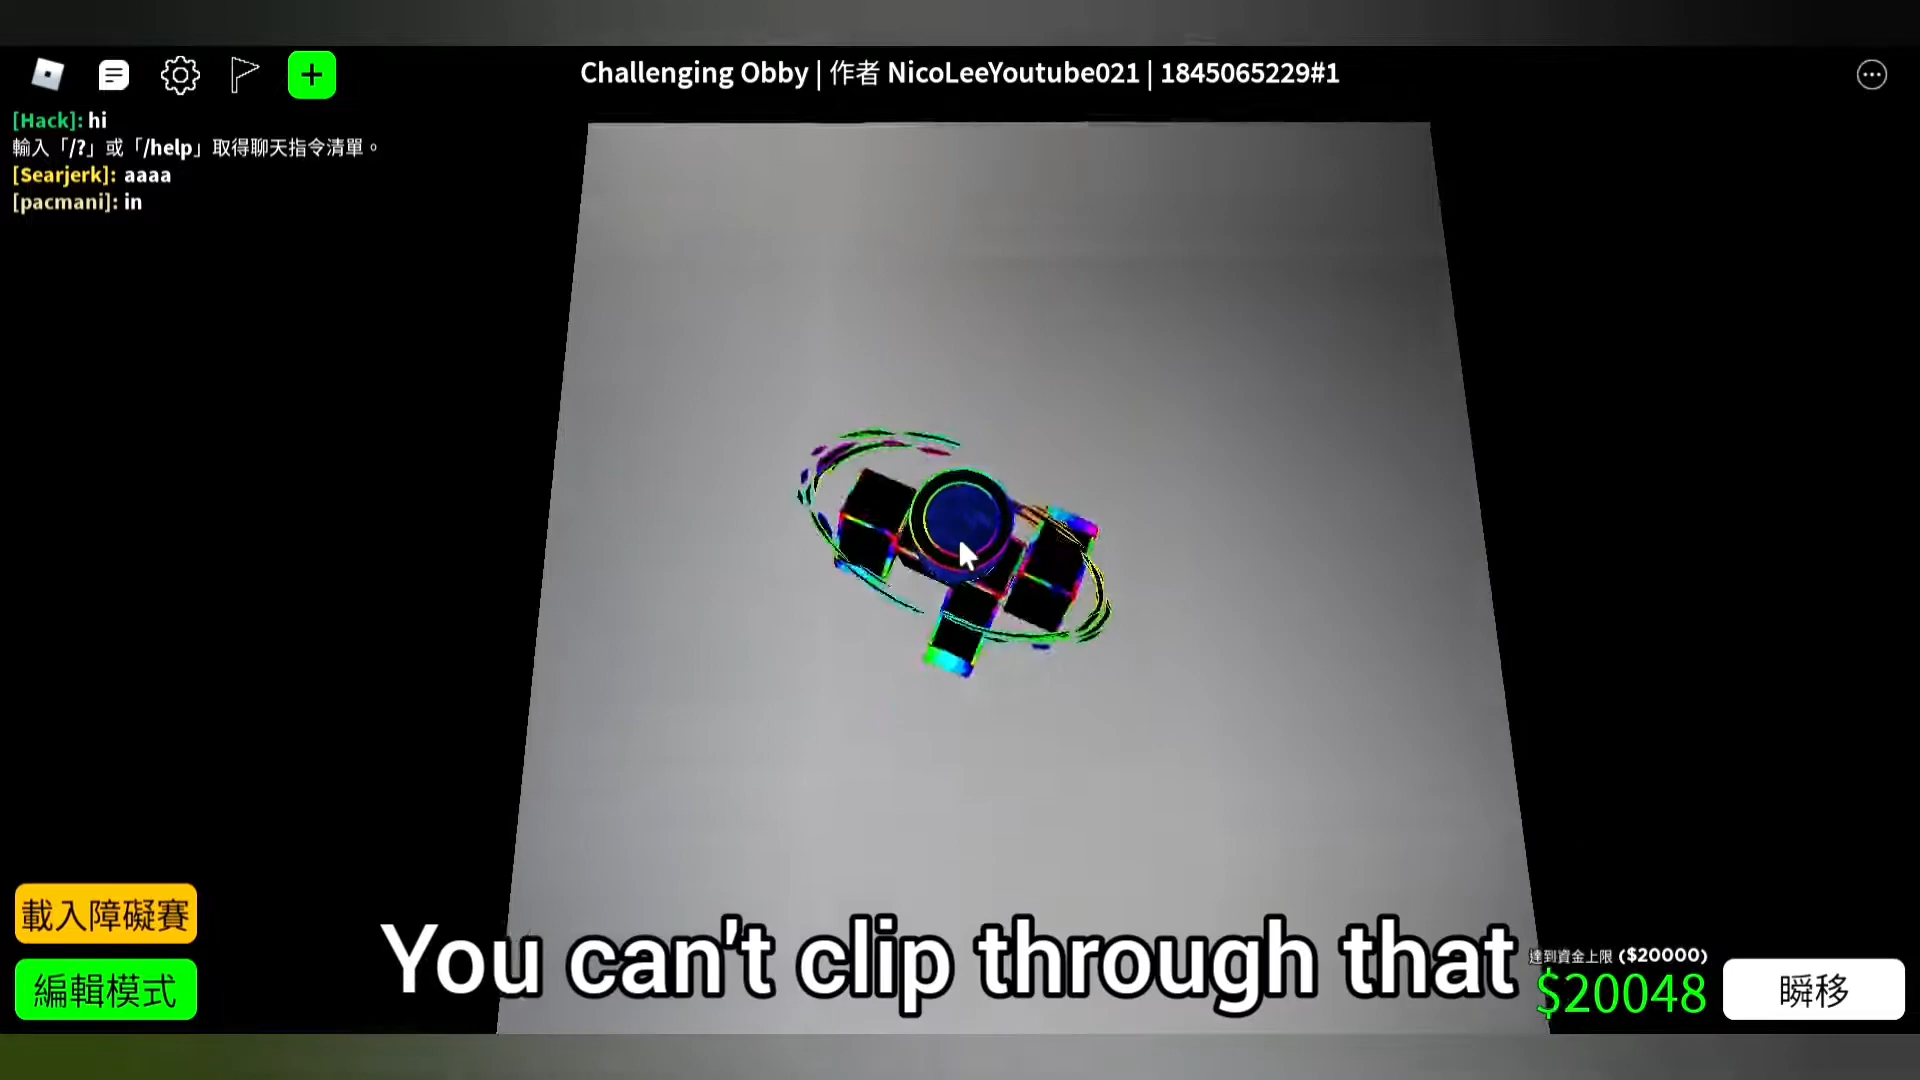 Challenging Obby | 作者 NicoLeeYoutube021 | 1845065229#1
[Hack]: hi
輸入「/?」或「/help」取得聊天指令清單。
[Searjerk]: aaaa
[pacmani]: in
載入障礙賽
編輯模式
You can't clip through that
達到資金上限 ($20000)
$20048
瞬移